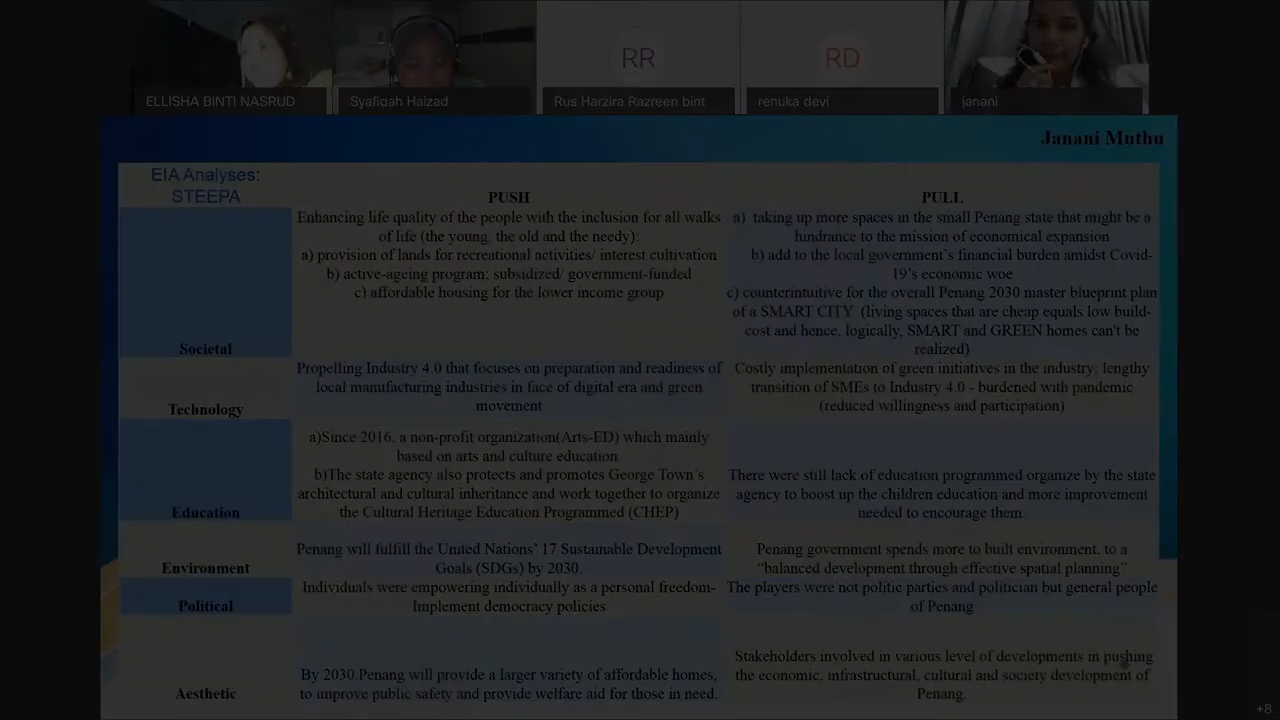 RR
RD
ELLISHA BINTI NASRUD
Syafiqah Haizad
Rus Harzira Razreen bint
renuka devi
janani
Janani Muthu
EIA Analyses:
STEEPA
PUSH
PULL
Societal
Enhancing life quality of the people with the inclusion for all walks
of life (the young, the old and the needy):
a) provision of lands for recreational activities/ interest cultivation
b) active-ageing program; subsidized/ government-funded
c) affordable housing for the lower income group
a) taking up more spaces in the small Penang state that might be a
hindrance to the mission of economical expansion
b) add to the local government's financial burden amidst Covid-
19's economic woe
c) counterintuitive for the overall Penang 2030 master blueprint plan
of a SMART CITY (living spaces that are cheap equals low build-
cost and hence, logically, SMART and GREEN homes can't be
realized)
Technology
Propelling Industry 4.0 that focuses on preparation and readiness of
local manufacturing industries in face of digital era and green
movement
Costly implementation of green initiatives in the industry; lengthy
transition of SMEs to Industry 4.0 - burdened with pandemic
(reduced willingness and participation)
Education
a)Since 2016, a non-profit organization(Arts-ED) which mainly
based on arts and culture education
b)The state agency also protects and promotes George Town's
architectural and cultural inheritance and work together to organize
the Cultural Heritage Education Programmed (CHEP)
There were still lack of education programmed organize by the state
agency to boost up the children education and more improvement
needed to encourage them.
Environment
Penang will fulfill the United Nations' 17 Sustainable Development
Goals (SDGs) by 2030.
Penang government spends more to built environment, to a
"balanced development through effective spatial planning"
Political
Individuals were empowering individually as a personal freedom-
Implement democracy policies
The players were not politic parties and politician but general people
of Penang
Aesthetic
By 2030.Penang will provide a larger variety of affordable homes,
to improve public safety and provide welfare aid for those in need.
Stakeholders involved in various level of developments in pushing
the economic, infrastructural, cultural and society development of
Penang.
+8